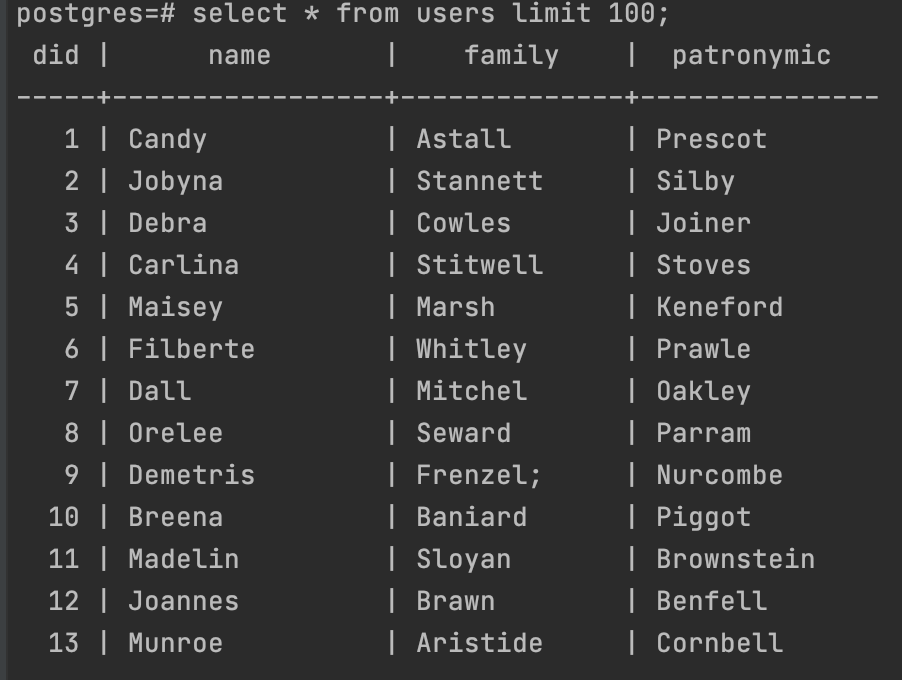 postgres=# select * from users limit 100;
 did |      name       |    family    |  patronymic
-----+-----------------+--------------+---------------
   1 | Candy           | Astall       | Prescot
   2 | Jobyna          | Stannett     | Silby
   3 | Debra           | Cowles       | Joiner
   4 | Carlina         | Stitwell     | Stoves
   5 | Maisey          | Marsh        | Keneford
   6 | Filberte        | Whitley      | Prawle
   7 | Dall            | Mitchel      | Oakley
   8 | Orelee          | Seward       | Parram
   9 | Demetris        | Frenzel;     | Nurcombe
  10 | Breena          | Baniard      | Piggot
  11 | Madelin         | Sloyan       | Brownstein
  12 | Joannes         | Brawn        | Benfell
  13 | Munroe          | Aristide     | Cornbell